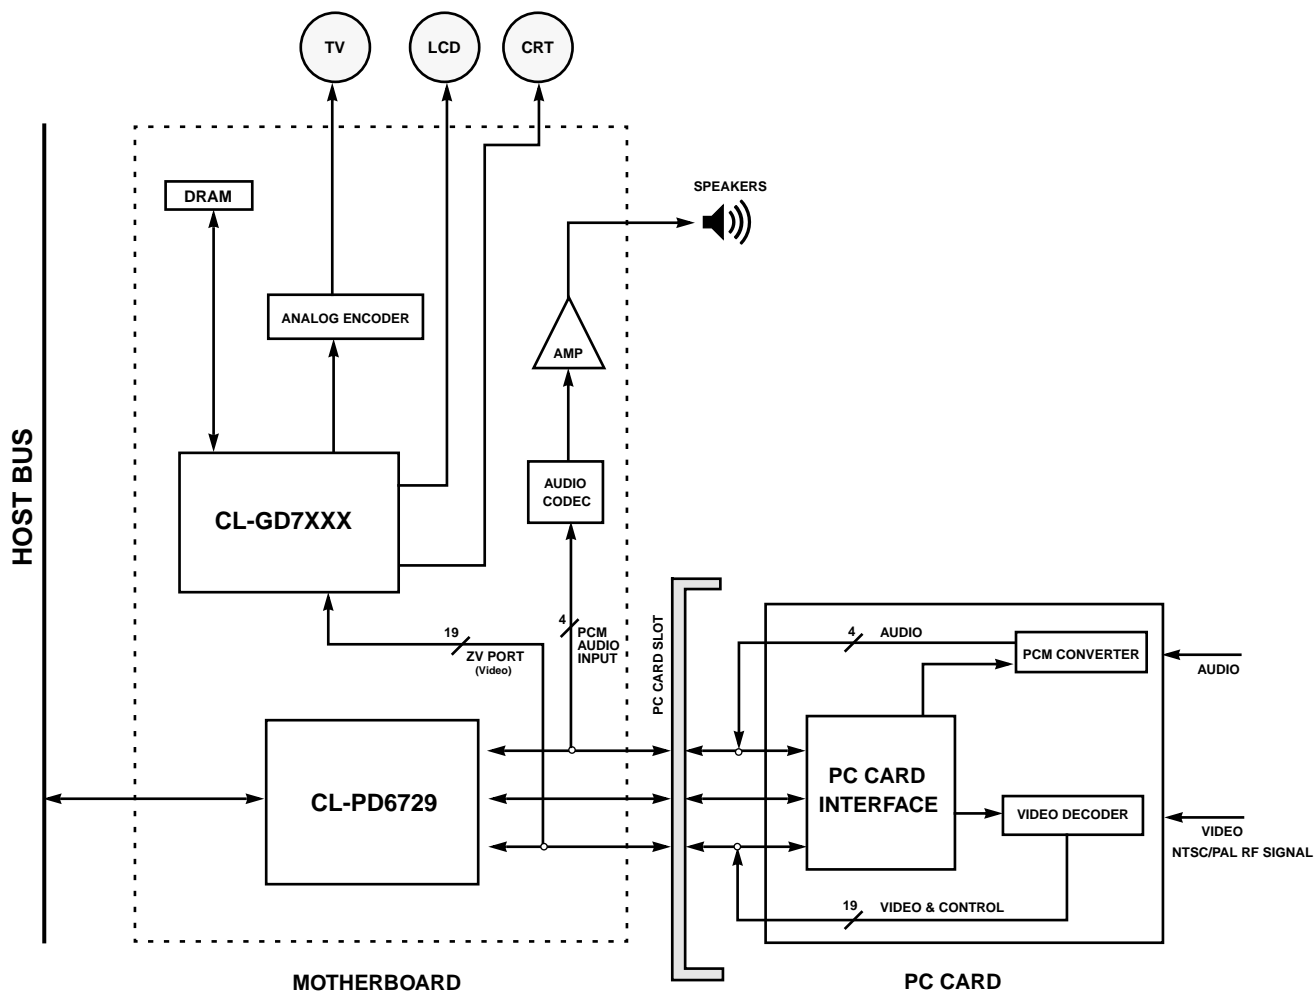 TV
LCD
CRT
DRAM
SPEAKERS
ANALOG ENCODER
AMP
HOST BUS
CL-GD7XXX
AUDIO
CODEC
19
ZV PORT
(Video)
4
PCM
AUDIO
INPUT
PC CARD SLOT
4
AUDIO
PCM CONVERTER
AUDIO
CL-PD6729
PC CARD
INTERFACE
VIDEO DECODER
VIDEO
NTSC/PAL RF SIGNAL
19
VIDEO & CONTROL
MOTHERBOARD
PC CARD